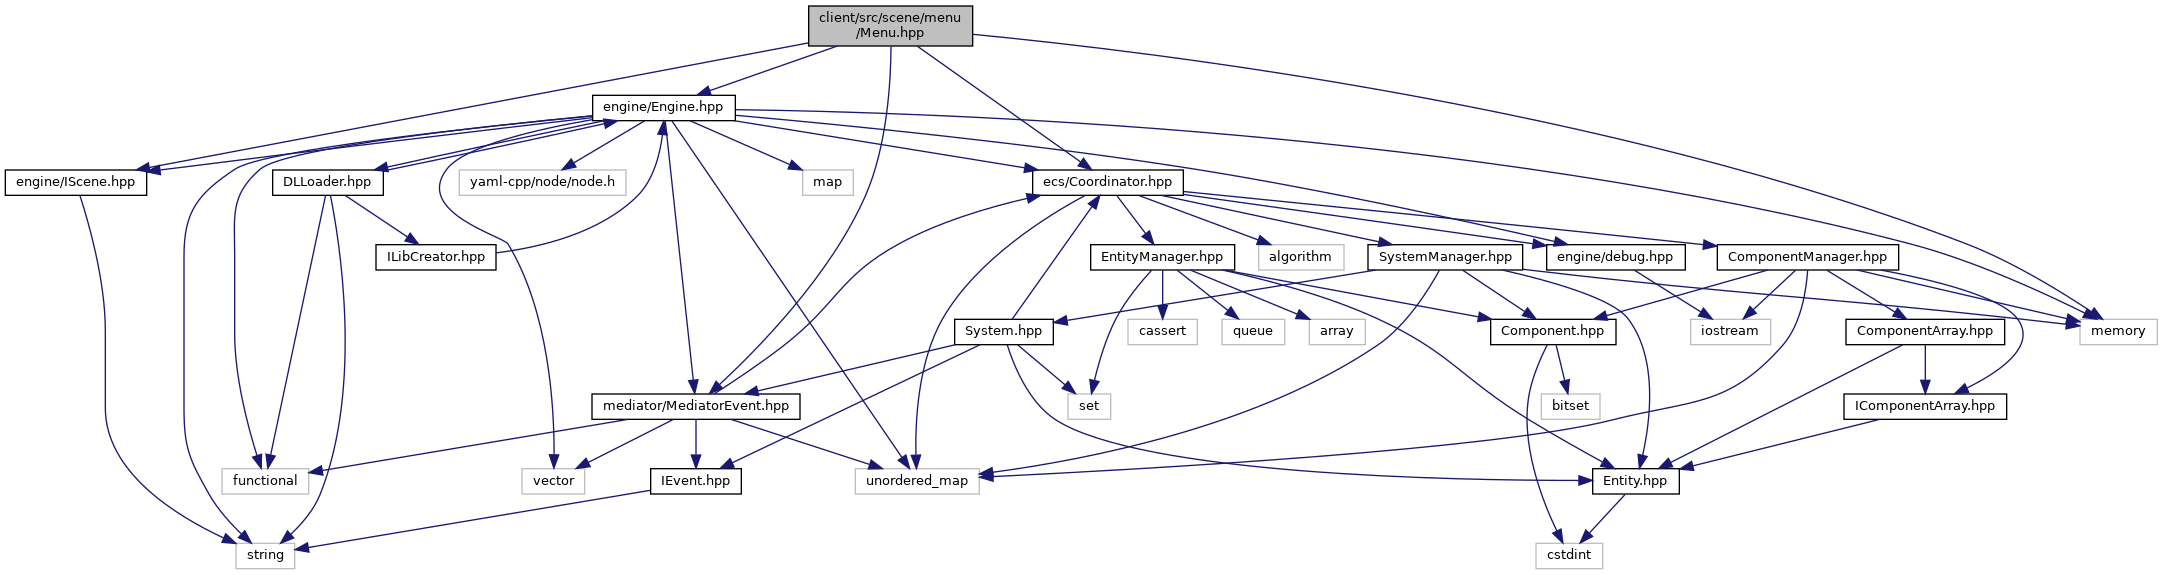 client/src/scene/menu
/Menu.hpp
engine/Engine.hpp
engine/IScene.hpp
DLLoader.hpp
yaml-cpp/node/node.h
map
ecs/Coordinator.hpp
ILibCreator.hpp
EntityManager.hpp
algorithm
SystemManager.hpp
engine/debug.hpp
ComponentManager.hpp
System.hpp
cassert
queue
array
Component.hpp
iostream
ComponentArray.hpp
memory
mediator/MediatorEvent.hpp
set
bitset
IComponentArray.hpp
functional
vector
IEvent.hpp
unordered_map
Entity.hpp
string
cstdint